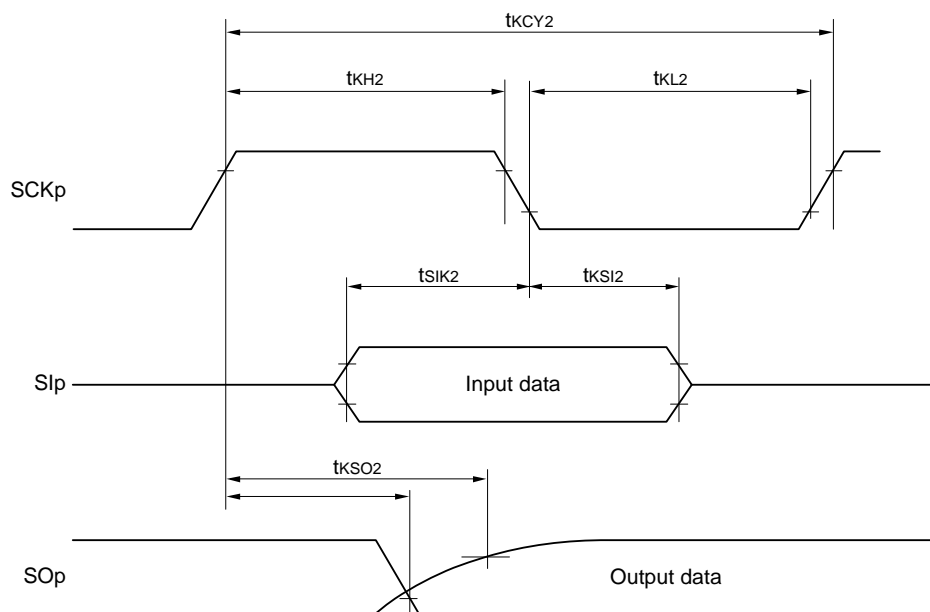 tKCY2
tKH2
tKL2
SCKp
tSIK2
tKSI2
SIp
Input data
tKSO2
SOp
Output data